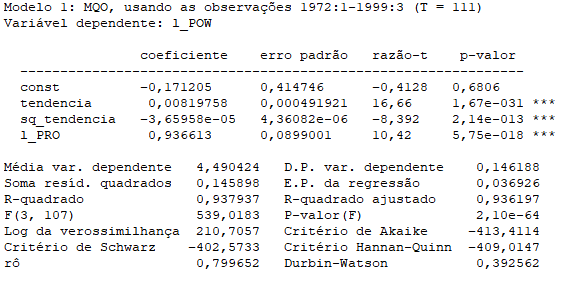 Modelo 1: MQO, usando as observações 1972:1-1999:3 (T = 111)
Variável dependente: l_POW
coeficiente erro padrão razão-t p-valor
---------------------------------------------------------------
const −0,171205 0,414746 −0,4128 0,6806
tendencia 0,00819758 0,000491921 16,66 1,67e-031 ***
sq_tendencia −3,65958e-05 4,36082e-06 −8,392 2,14e-013 ***
l_PRO 0,936613 0,0899001 10,42 5,75e-018 ***
Média var. dependente 4,490424 D.P. var. dependente 0,146188
Soma resíd. quadrados 0,145898 E.P. da regressão 0,036926
R-quadrado 0,937937 R-quadrado ajustado 0,936197
F(3, 107) 539,0183 P-valor(F) 2,10e-64
Log da verossimilhança 210,7057 Critério de Akaike −413,4114
Critério de Schwarz −402,5733 Critério Hannan-Quinn −409,0147
rô 0,799652 Durbin-Watson 0,392562